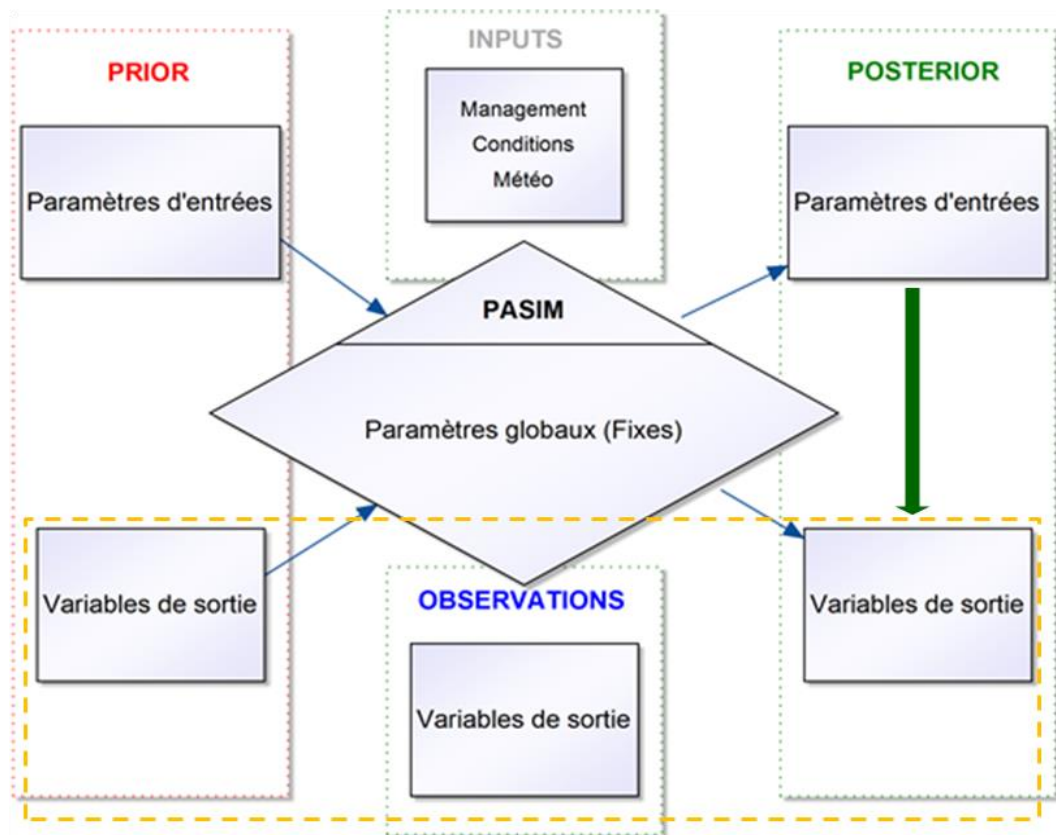 INPUTS
PRIOR
POSTERIOR
Management
Conditions
Météo
Paramètres d'entrées
Paramètres d'entrées
PASIM
Paramètres globaux (Fixes)
Variables de sortie
OBSERVATIONS
Variables de sortie
Variables de sortie